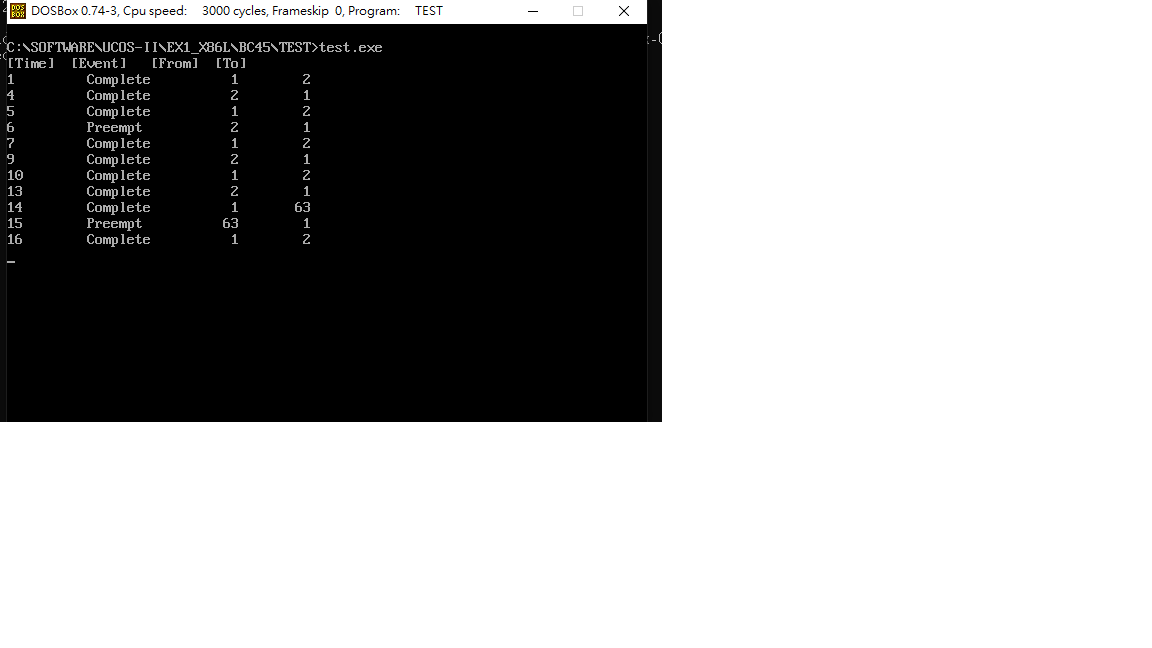 DOS BOX DOSBox 0.74-3, Cpu speed: 3000 cycles, Frameskip 0, Program: TEST
C:\SOFTWARE\UCOS-II\EX1_X86L\BC45\TEST>test.exe
[Time] [Event] [From] [To]
1 Complete 1 2
4 Complete 2 1
5 Complete 1 2
6 Preempt 2 1
7 Complete 1 2
9 Complete 2 1
10 Complete 1 2
13 Complete 2 1
14 Complete 1 63
15 Preempt 63 1
16 Complete 1 2